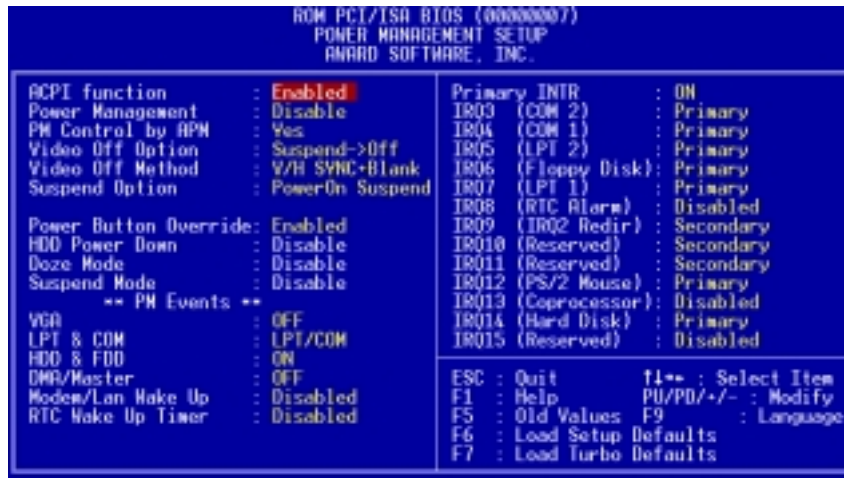 ROM PCI/ISA BIOS (00000007)
POWER MANAGEMENT SETUP
AWARD SOFTWARE, INC.
ACPI function : Enabled
Power Management : Disable
PM Control by APM : Yes
Video Off Option : Suspend->Off
Video Off Method : V/H SYNC+Blank
Suspend Option : PowerOn Suspend
Power Button Override: Enabled
HDD Power Down : Disable
Doze Mode : Disable
Suspend Mode : Disable
** PM Events **
VGA : OFF
LPT & COM : LPT/COM
HDD & FDD : ON
DMA/Master : OFF
Modem/Lan Wake Up : Disabled
RTC Wake Up Timer : Disabled
Primary INTR : ON
IRQ3 (COM 2) : Primary
IRQ4 (COM 1) : Primary
IRQ5 (LPT 2) : Primary
IRQ6 (Floppy Disk): Primary
IRQ7 (LPT 1) : Primary
IRQ8 (RTC Alarm) : Disabled
IRQ9 (IRQ2 Redir) : Secondary
IRQ10 (Reserved) : Secondary
IRQ11 (Reserved) : Secondary
IRQ12 (PS/2 Mouse) : Primary
IRQ13 (Coprocessor): Disabled
IRQ14 (Hard Disk) : Primary
IRQ15 (Reserved) : Disabled
ESC : Quit ↑↓→← : Select Item
F1 : Help PU/PD/+/- : Modify
F5 : Old Values F9 : Language
F6 : Load Setup Defaults
F7 : Load Turbo Defaults